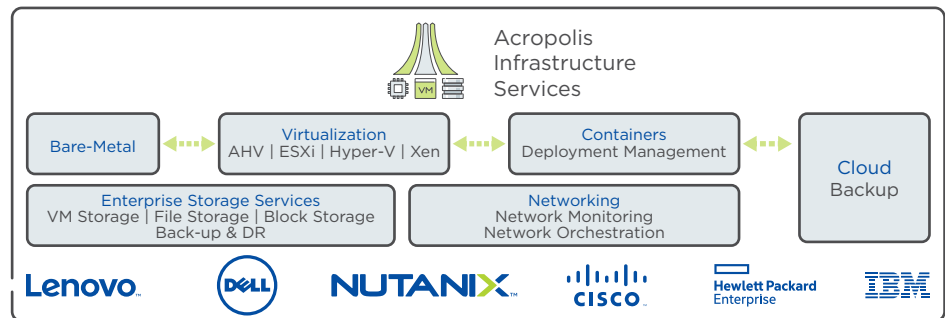 Acropolis
Infrastructure
Services
VM
Bare-Metal
Virtualization
AHV | ESXi | Hyper-V | Xen
Containers
Deployment Management
Cloud
Backup
Enterprise Storage Services
VM Storage | File Storage | Block Storage
Back-up & DR
Networking
Network Monitoring
Network Orchestration
Lenovo
DELL
NUTANIX
CISCO
Hewlett Packard
Enterprise
IBM